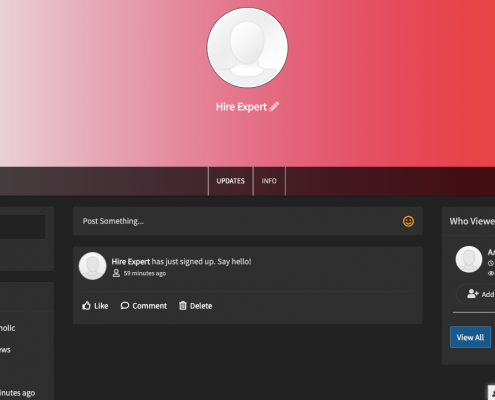 Hire Expert
UPDATES
INFO
Post Something...
Who Viewe
Hire Expert has just signed up. Say hello!
59 minutes ago
Like
Comment
Delete
Add
View All
holic
ews
inutes ago